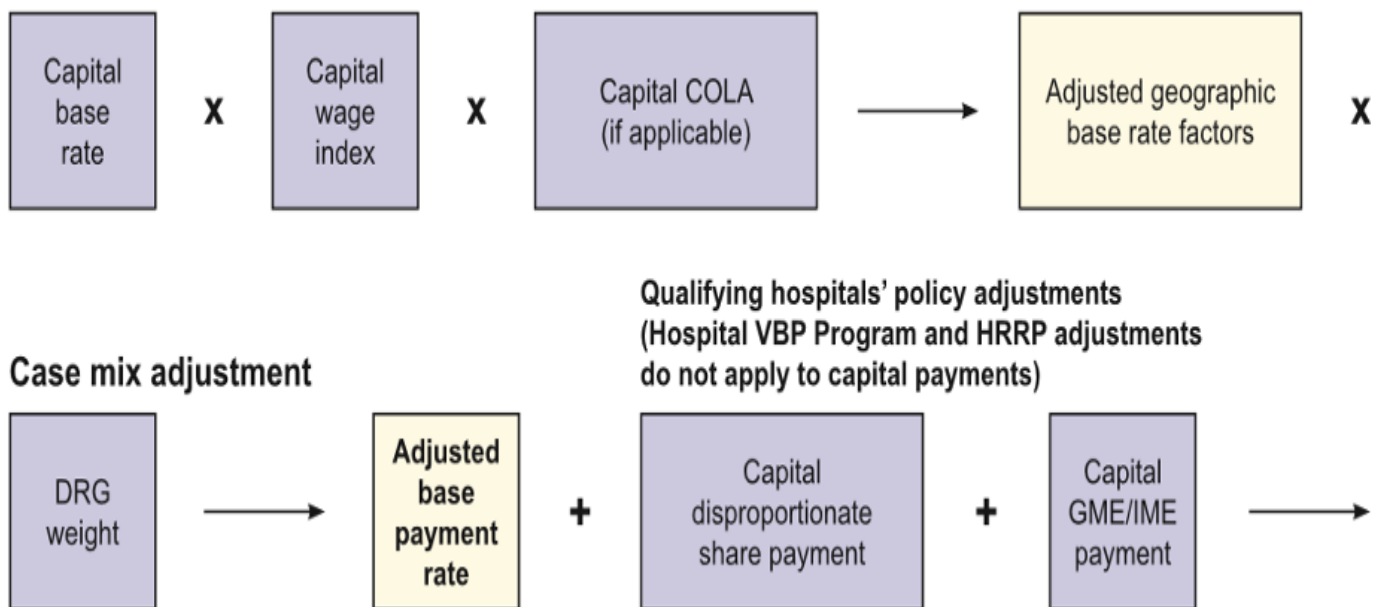 Capital
base
rate
X
Capital
wage
index
X
Capital COLA
(if applicable)
Adjusted geographic
base rate factors
X
Qualifying hospitals’ policy adjustments
(Hospital VBP Program and HRRP adjustments
do not apply to capital payments)
Case mix adjustment
DRG
weight
Adjusted
base
payment
rate
+
Capital
disproportionate
share payment
+
Capital
GME/IME
payment